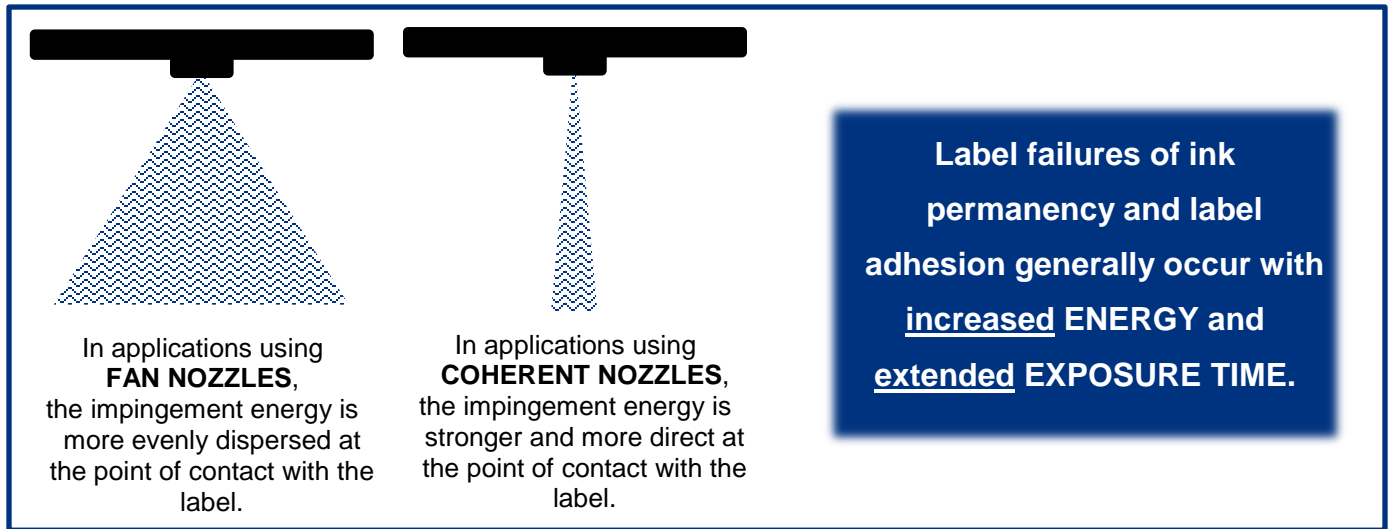 In applications using
FAN NOZZLES,
the impingement energy is
more evenly dispersed at
the point of contact with the
label.
In applications using
COHERENT NOZZLES,
the impingement energy is
stronger and more direct at
the point of contact with the
label.
Label failures of ink
permanency and label
adhesion generally occur with
increased ENERGY and
extended EXPOSURE TIME.